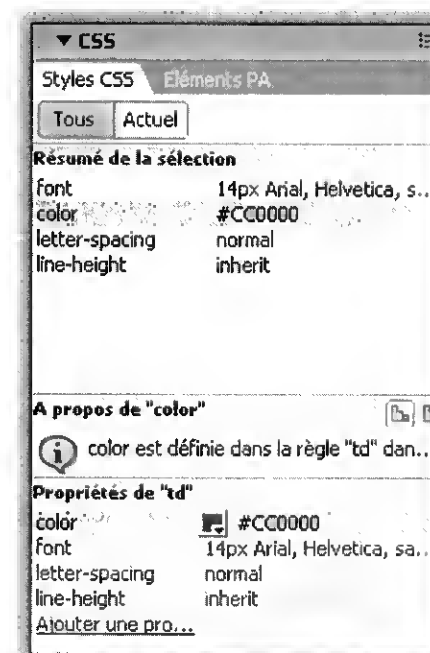 CSS
Styles CSS Eléments PA
Tous Actuel
Résumé de la sélection
font 14px Arial, Helvetica, s...
color #CC0000
letter-spacing normal
line-height inherit
A propos de "color"
color est définie dans la règle "td" dan...
Propriétés de "td"
color #CC0000
font 14px Arial, Helvetica, sa...
letter-spacing normal
line-height inherit
Ajouter une pro...